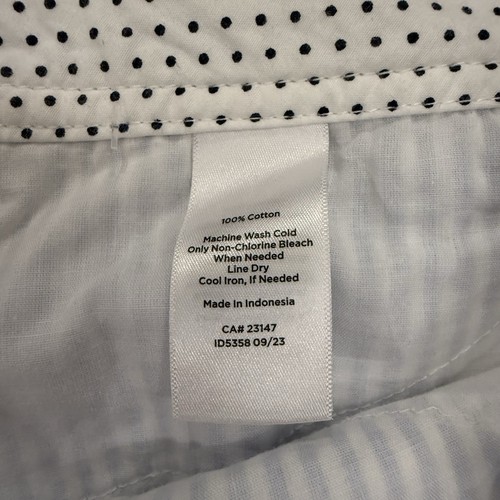 100% Cotton
Machine Wash Cold
Only Non-Chlorine Bleach
When Needed
Line Dry
Cool Iron, If Needed
Made In Indonesia
CA# 23147
ID5358 09/23